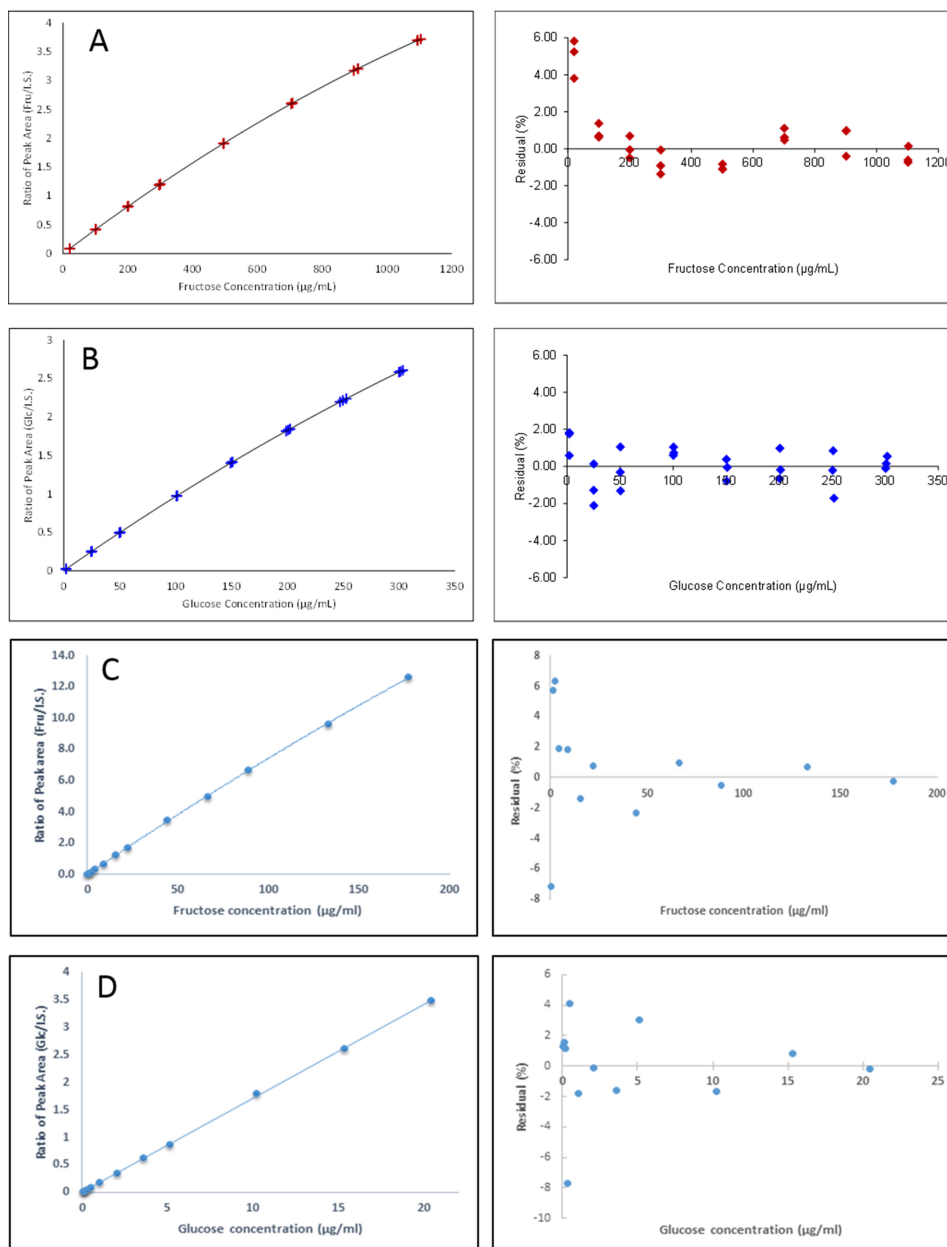 A
Ratio of Peak Area (Fru/I.S.)
4
3.5
3
2.5
2
1.5
1
0.5
0
0 200 400 600 800 1000 1200
Fructose Concentration (µg/mL)
Residual (%)
6.00
4.00
2.00
0.00
-2.00
-4.00
-6.00
0 200 400 600 800 1000 1200
Fructose Concentration (µg/mL)
B
Ratio of Peak Area (Glc/I.S.)
3
2.5
2
1.5
1
0.5
0
0 50 100 150 200 250 300 350
Glucose Concentration (µg/mL)
Residual (%)
6.00
4.00
2.00
0.00
-2.00
-4.00
-6.00
0 50 100 150 200 250 300 350
Glucose Concentration (µg/mL)
C
Ratio of Peak area (Fru/I.S.)
14.0
12.0
10.0
8.0
6.0
4.0
2.0
0.0
0 50 100 150 200
Fructose concentration (µg/ml)
Residual (%)
8
6
4
2
0
-2
-4
-6
-8
0 50 100 150 200
Fructose concentration (µg/ml)
D
Ratio of Peak Area (Glc/I.S.)
4
3.5
3
2.5
2
1.5
1
0.5
0
0 5 10 15 20
Glucose concentration (µg/ml)
Residual (%)
6
4
2
0
-2
-4
-6
-8
-10
0 5 10 15 20 25
Glucose concentration (µg/ml)